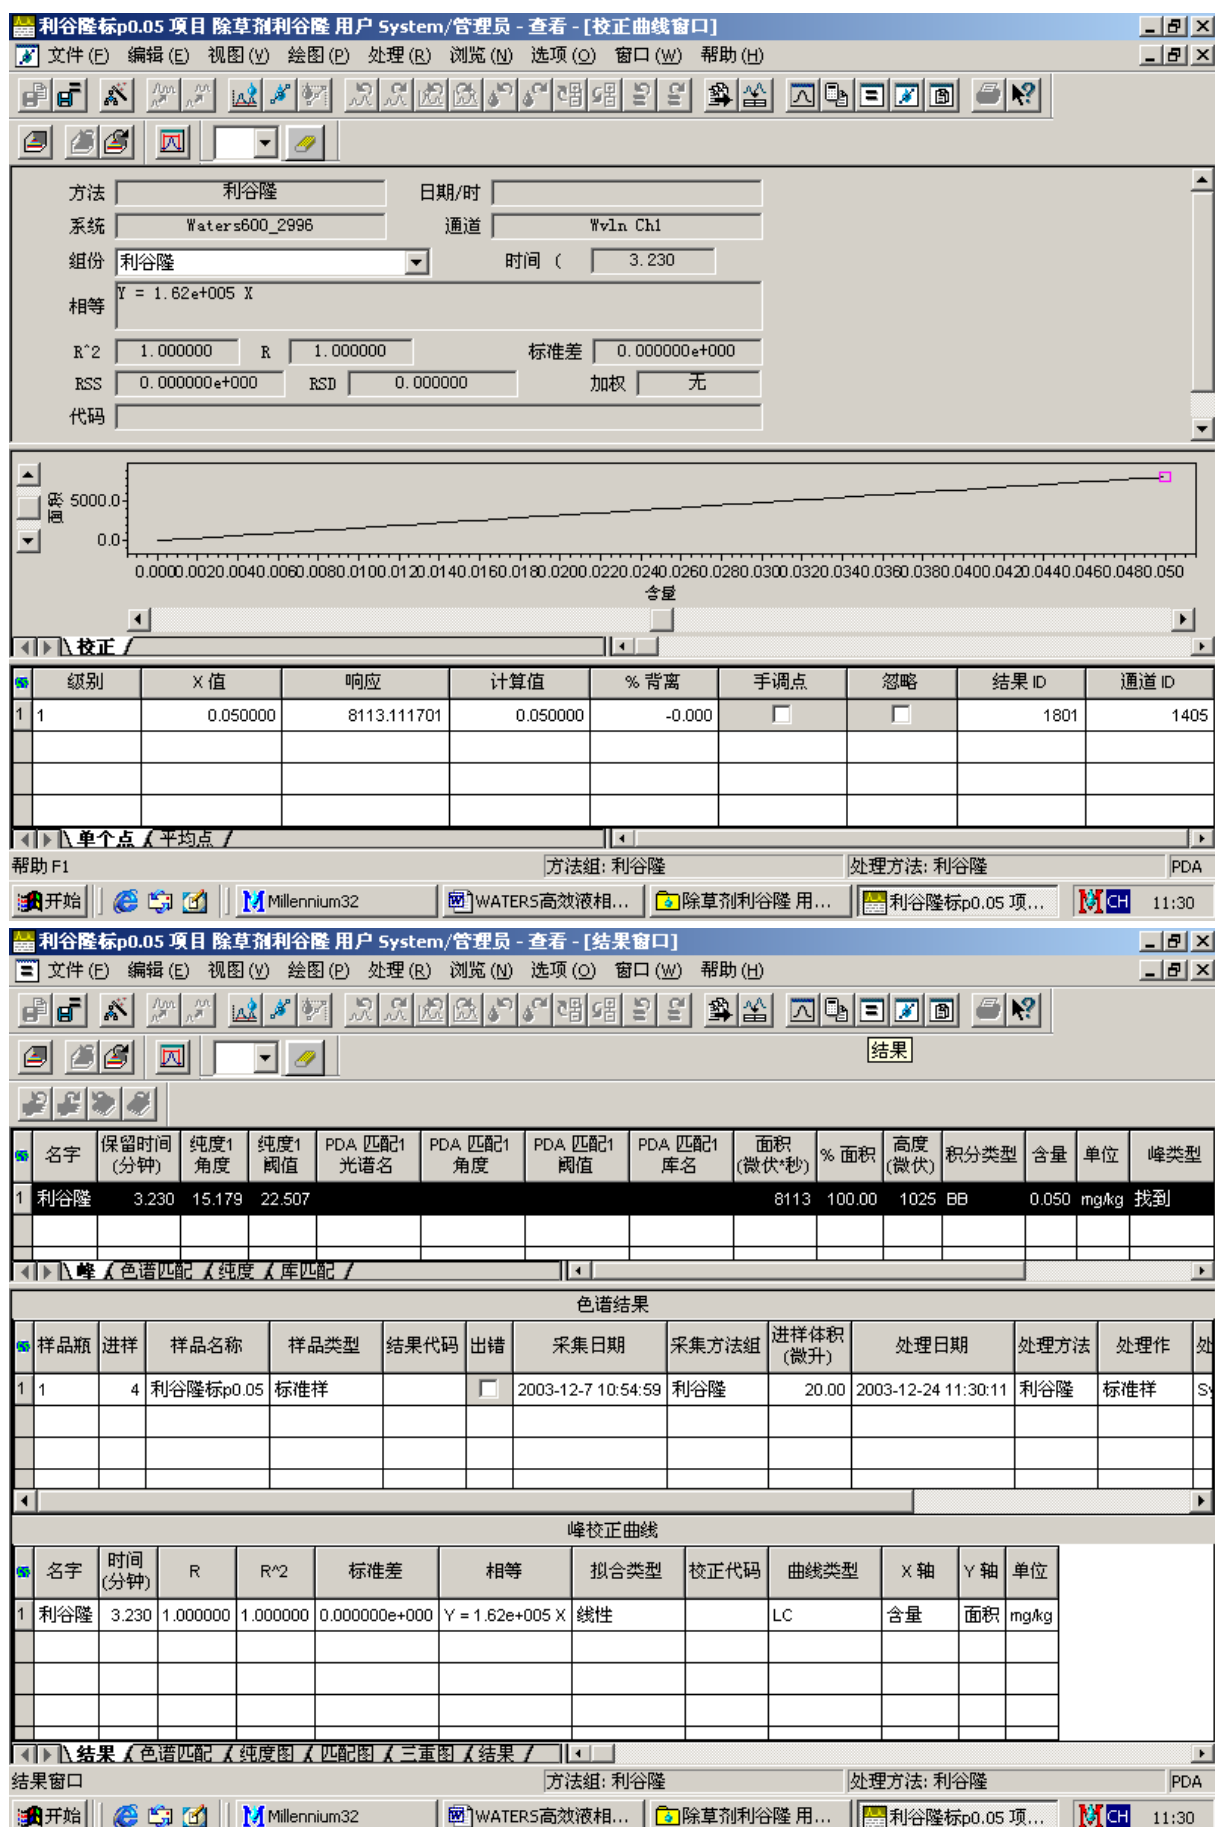 利谷隆标p0.05 项目 除草剂利谷隆 用户 System/管理员 - 查看 - [校正曲线窗口]
文件(F) 编辑(E) 视图(V) 绘图(P) 处理(R) 浏览(N) 选项(O) 窗口(W) 帮助(H)
方法 利谷隆 日期/时
系统 Waters600_2996 通道 Wvln Ch1
组份 利谷隆 时间 ( 3.230
相等 Y = 1.62e+005 X
R^2 1.000000 R 1.000000 标准差 0.000000e+000
RSS 0.000000e+000 RSD 0.000000 加权 无
代码
面积 5000.0
0.0
0.0000.0020.0040.0060.0080.0100.0120.0140.0160.0180.0200.0220.0240.0260.0280.0300.0320.0340.0360.0380.0400.0420.0440.0460.0480.050
含量
校正
级别 X 值 响应 计算值 % 背离 手调点 忽略 结果 ID 通道 ID
1 1 0.050000 8113.111701 0.050000 -0.000 1801 1405
单个点 平均点
帮助 F1 方法组: 利谷隆 处理方法: 利谷隆 PDA
开始 Millennium32 WATERS高效液相... 除草剂利谷隆 用... 利谷隆标p0.05 项... CH 11:30
利谷隆标p0.05 项目 除草剂利谷隆 用户 System/管理员 - 查看 - [结果窗口]
文件(F) 编辑(E) 视图(V) 绘图(P) 处理(R) 浏览(N) 选项(O) 窗口(W) 帮助(H)
结果
名字 保留时间 (分钟) 纯度1 角度 纯度1 阈值 PDA 匹配1 光谱名 PDA 匹配1 角度 PDA 匹配1 阈值 PDA 匹配1 库名 面积 (微伏*秒) % 面积 高度 (微伏) 积分类型 含量 单位 峰类型
1 利谷隆 3.230 15.179 22.507 8113 100.00 1025 BB 0.050 mg/kg 找到
峰 色谱匹配 纯度 库匹配
色谱结果
样品瓶 进样 样品名称 样品类型 结果代码 出错 采集日期 采集方法组 进样体积 (微升) 处理日期 处理方法 处理作 处
1 1 4 利谷隆标p0.05 标准样 2003-12-7 10:54:59 利谷隆 20.00 2003-12-24 11:30:11 利谷隆 标准样 Sy
峰校正曲线
名字 时间 (分钟) R R^2 标准差 相等 拟合类型 校正代码 曲线类型 X 轴 Y 轴 单位
1 利谷隆 3.230 1.000000 1.000000 0.000000e+000 Y = 1.62e+005 X 线性 LC 含量 面积 mg/kg
结果 色谱匹配 纯度图 匹配图 三重图 结果
结果窗口 方法组: 利谷隆 处理方法: 利谷隆 PDA
开始 Millennium32 WATERS高效液相... 除草剂利谷隆 用... 利谷隆标p0.05 项... CH 11:30